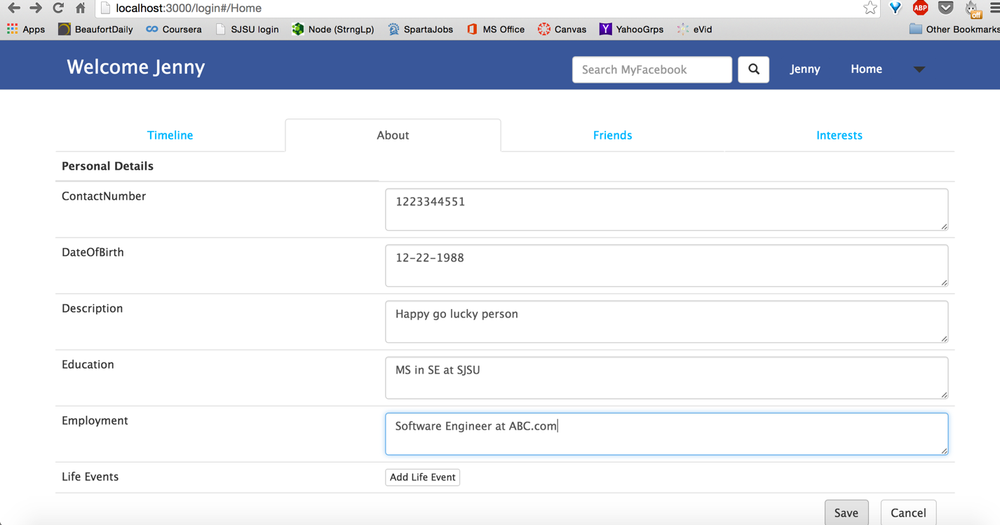 localhost:3000/login#/Home
ABP
off
Apps BeaufortDaily Coursera SJSU login Node (StrngLp) SpartaJobs MS Office Canvas YahooGrps eVid Other Bookmarks
Welcome Jenny Search MyFacebook Jenny Home
Timeline About Friends Interests
Personal Details
ContactNumber 1223344551
DateOfBirth 12-22-1988
Description Happy go lucky person
Education MS in SE at SJSU
Employment Software Engineer at ABC.com
Life Events Add Life Event
Save Cancel